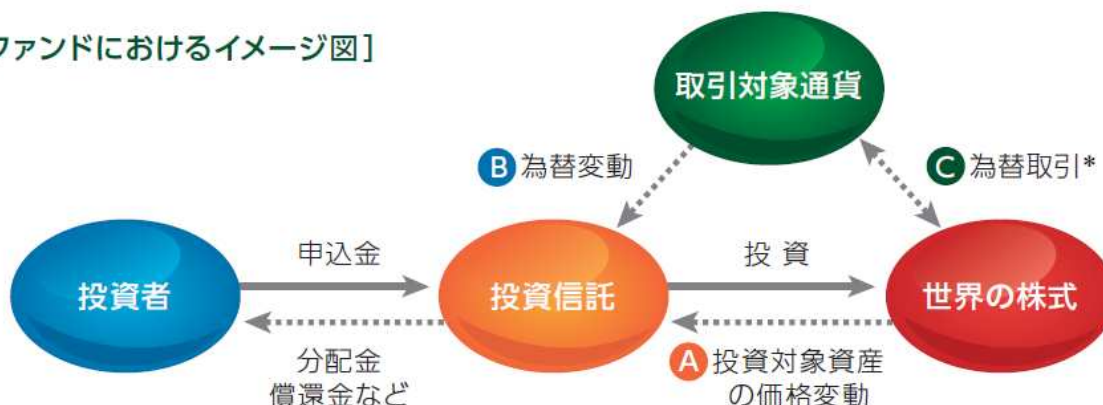 ファンドにおけるイメージ図］
取引対象通貨
B 為替変動
C 為替取引*
投資者
申込金
投資信託
投 資
世界の株式
分配金
償還金など
A 投資対象資産
の価格変動